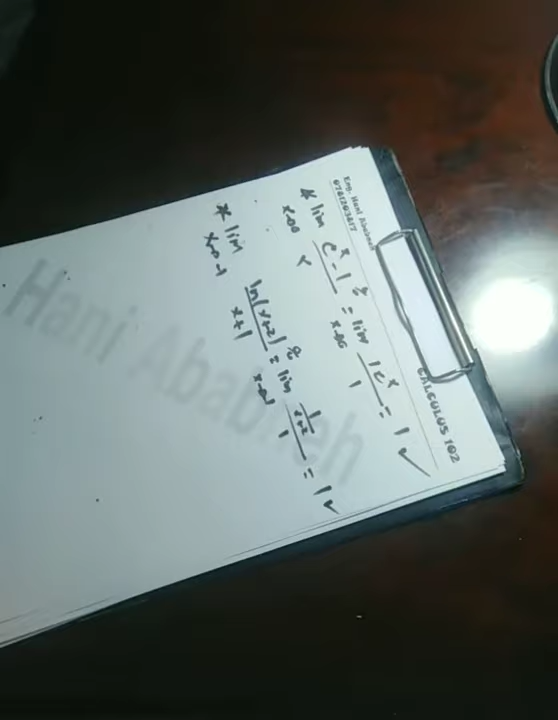 Eng. Hani Ababneh
CALCULUS 102
* lim x→0 (e^x - 1)/x % = lim x→0 1e^x/1 = 1 ✓
* lim x→-1 ln(x+2)/(x+1) % = lim x→-1 (1/(x+2))/1 = 1 ✓
Hani Ababneh